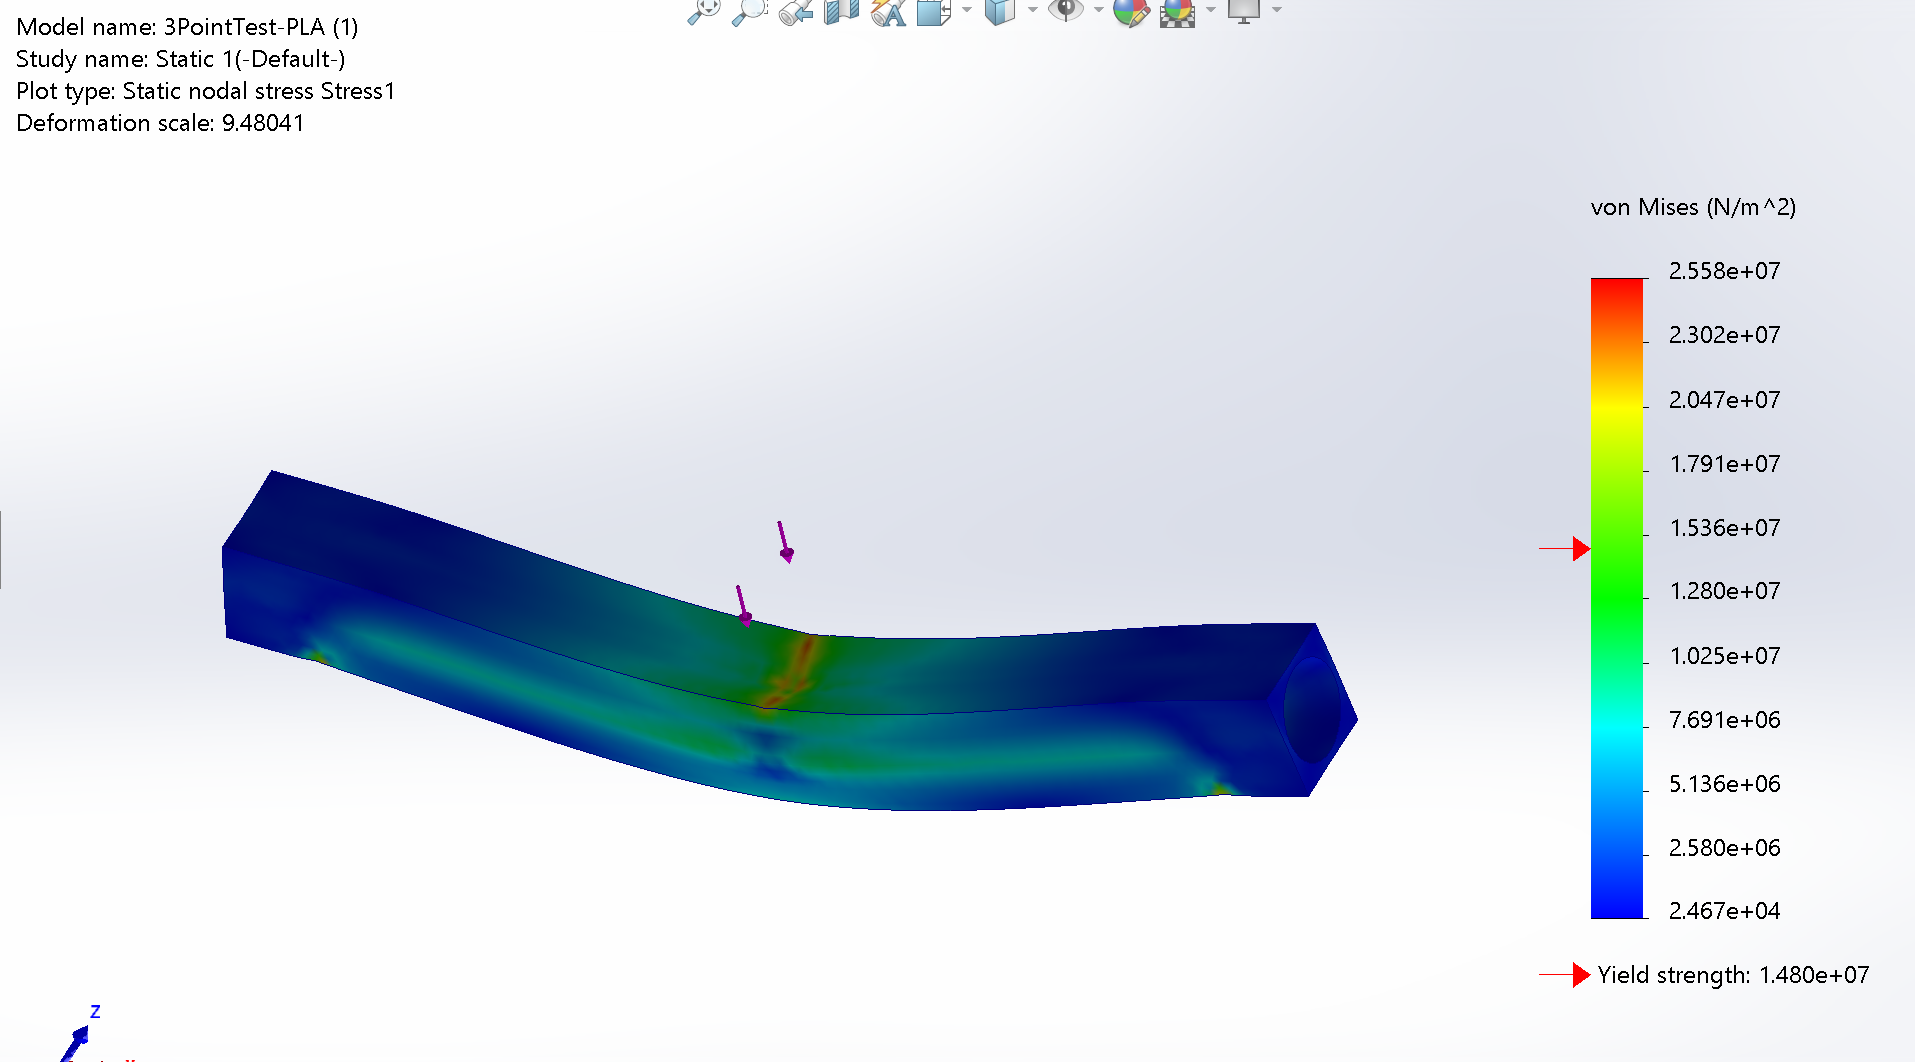 Model name: 3PointTest-PLA (1)
Study name: Static 1(-Default-)
Plot type: Static nodal stress Stress1
Deformation scale: 9.48041
von Mises (N/m^2)
2.558e+07
2.302e+07
2.047e+07
1.791e+07
1.536e+07
1.280e+07
1.025e+07
7.691e+06
5.136e+06
2.580e+06
2.467e+04
Yield strength: 1.480e+07
z